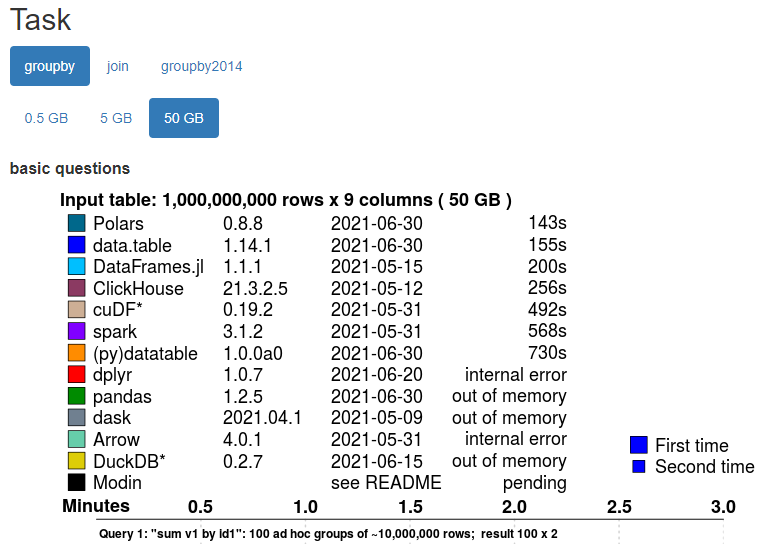 Task
groupby join groupby2014
0.5 GB 5 GB 50 GB
basic questions
Input table: 1,000,000,000 rows x 9 columns ( 50 GB )
Polars 0.8.8 2021-06-30 143s
data.table 1.14.1 2021-06-30 155s
DataFrames.jl 1.1.1 2021-05-15 200s
ClickHouse 21.3.2.5 2021-05-12 256s
cuDF* 0.19.2 2021-05-31 492s
spark 3.1.2 2021-05-31 568s
(py)datatable 1.0.0a0 2021-06-30 730s
dplyr 1.0.7 2021-06-20 internal error
pandas 1.2.5 2021-06-30 out of memory
dask 2021.04.1 2021-05-09 out of memory
Arrow 4.0.1 2021-05-31 internal error
DuckDB* 0.2.7 2021-06-15 out of memory
Modin see README pending
First time
Second time
Minutes 0.5 1.0 1.5 2.0 2.5 3.0
Query 1: "sum v1 by id1": 100 ad hoc groups of ~10,000,000 rows; result 100 x 2